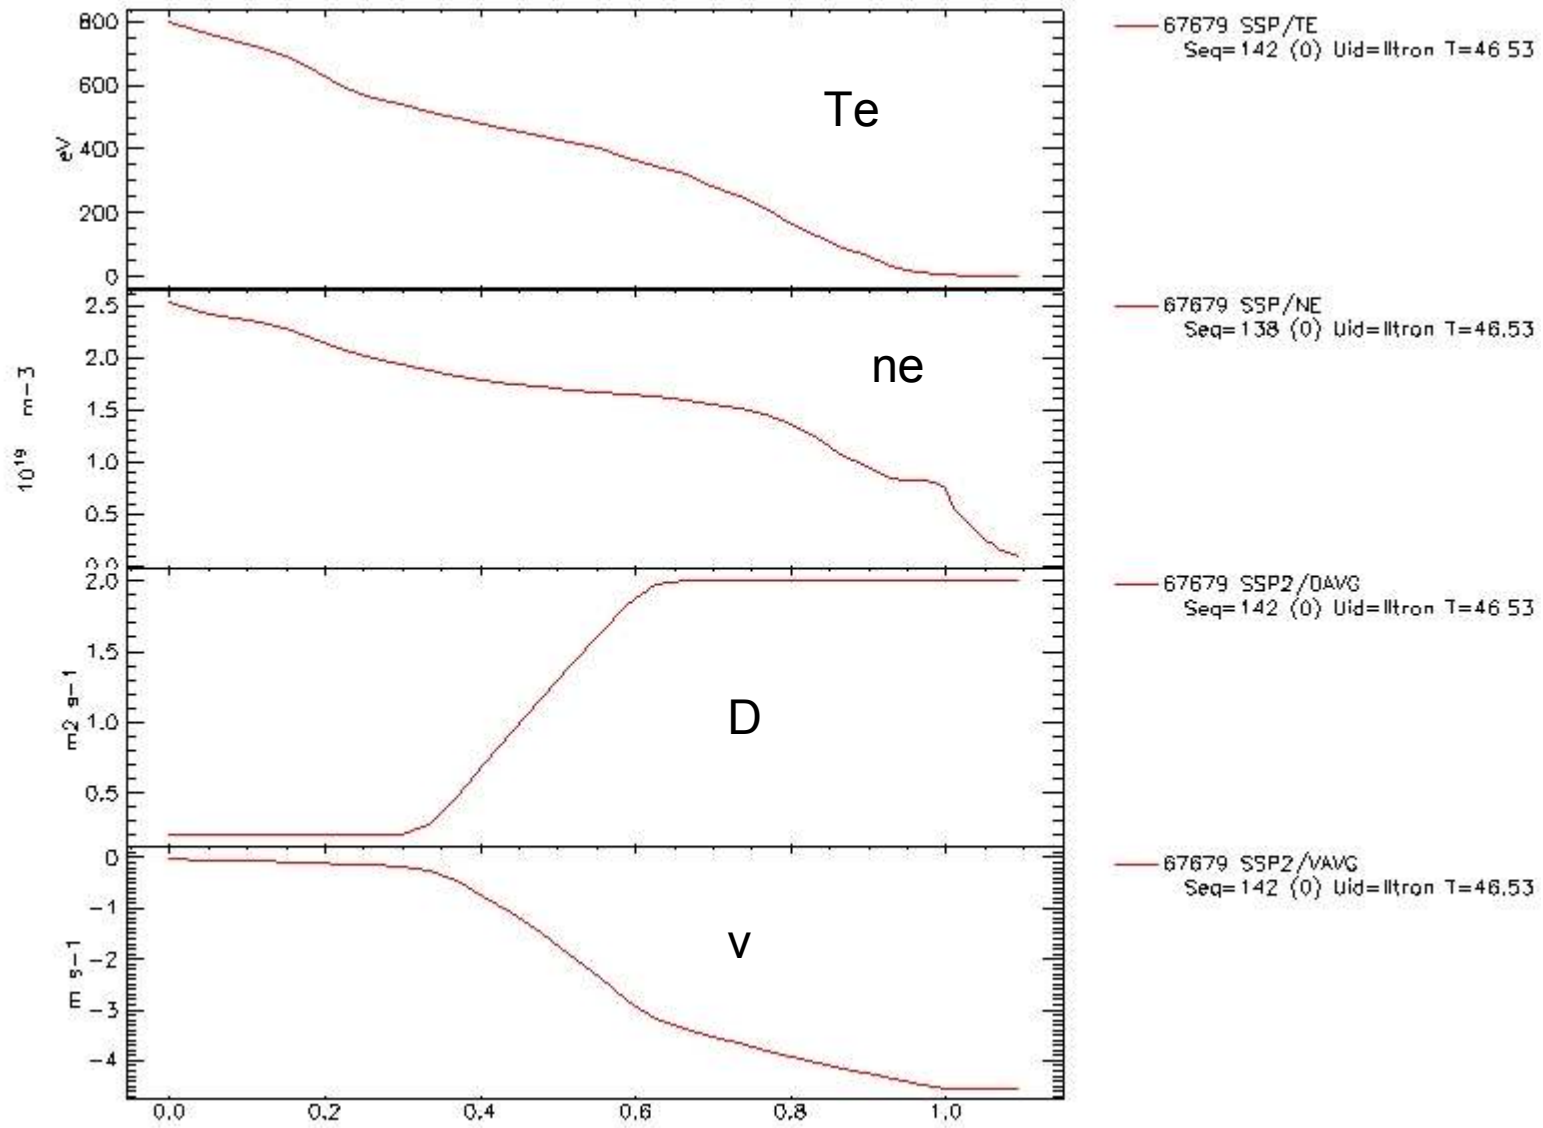 800
600
400
200
0
eV
Te
67679 SSP/TE
Seq=142 (0) Uid=lltron T=46 53
2.5
2.0
1.5
1.0
0.5
0.0
10¹⁹ m-3
ne
67679 SSP/NE
Seq=138 (0) Uid=lltron T=46.53
2.0
1.5
1.0
0.5
m2 s-1
D
67679 SSP2/DAVG
Seq=142 (0) Uid=lltron T=46 53
0
-1
-2
-3
-4
m s-1
v
67679 SSP2/VAVG
Seq=142 (0) Uid=lltron T=46.53
0.0 0.2 0.4 0.6 0.8 1.0